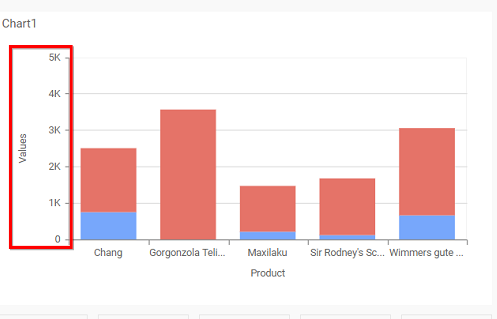 Chart1
5K
4K
3K
2K
1K
0
Values
Chang
Gorgonzola Teli...
Maxilaku
Sir Rodney's Sc...
Wimmers gute ...
Product